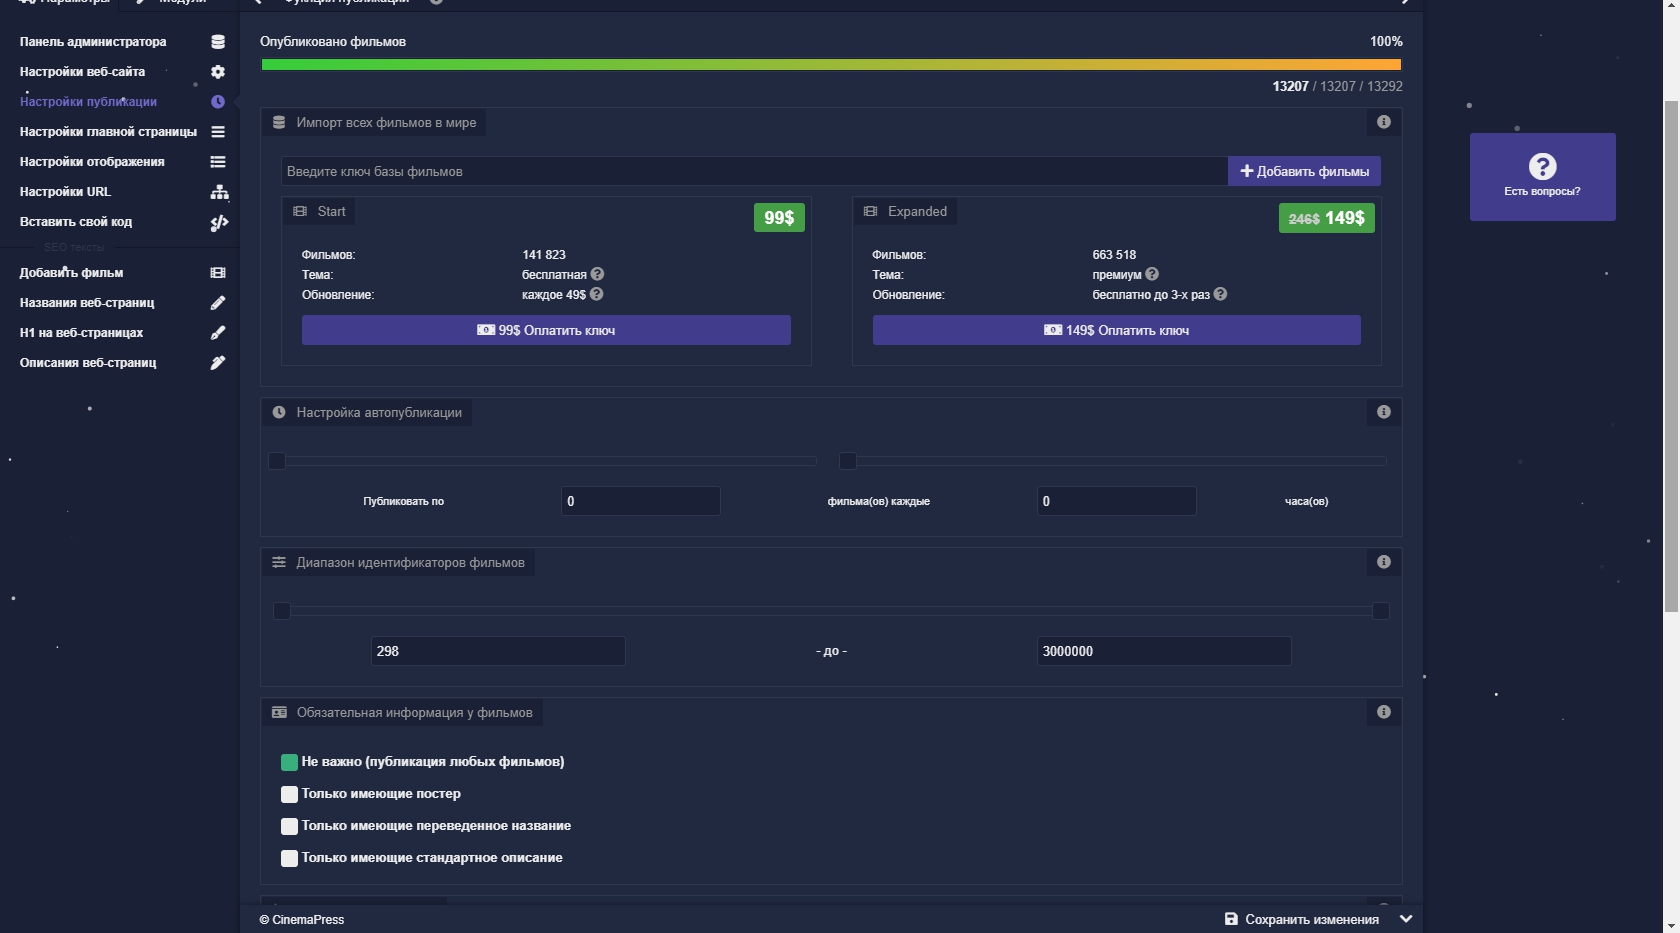 Параметры
Модули
Функция публикации
Панель администратора
Настройки веб-сайта
Настройки публикации
Настройки главной страницы
Настройки отображения
Настройки URL
Вставить свой код
SEO тексты
Добавить фильм
Названия веб-страниц
H1 на веб-страницах
Описания веб-страниц
Опубликовано фильмов
100%
13207 / 13207 / 13292
Импорт всех фильмов в мире
Введите ключ базы фильмов
Добавить фильмы
Start
99$
Фильмов: 141 823
Тема: бесплатная
Обновление: каждое 49$
99$ Оплатить ключ
Expanded
246$ 149$
Фильмов: 663 518
Тема: премиум
Обновление: бесплатно до 3-х раз
149$ Оплатить ключ
Настройка автопубликации
Публиковать по 0 фильма(ов) каждые 0 часа(ов)
Диапазон идентификаторов фильмов
298 - до - 3000000
Обязательная информация у фильмов
Не важно (публикация любых фильмов)
Только имеющие постер
Только имеющие переведенное название
Только имеющие стандартное описание
© CinemaPress
Сохранить изменения
Есть вопросы?